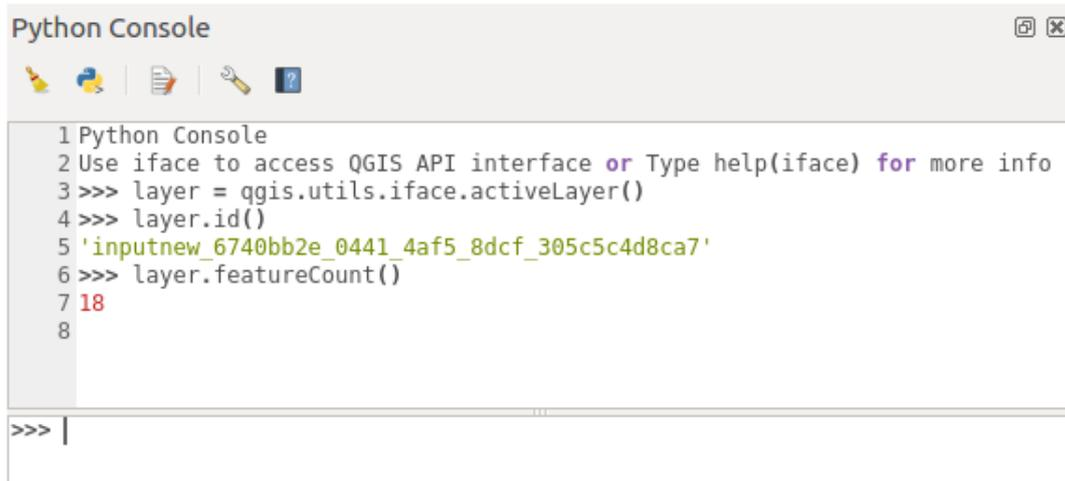 Python Console
1 Python Console
2 Use iface to access QGIS API interface or Type help(iface) for more info
3 >>> layer = qgis.utils.iface.activeLayer()
4 >>> layer.id()
5 'inputnew_6740bb2e_0441_4af5_8dcf_305c5c4d8ca7'
6 >>> layer.featureCount()
7 18
8
>>>